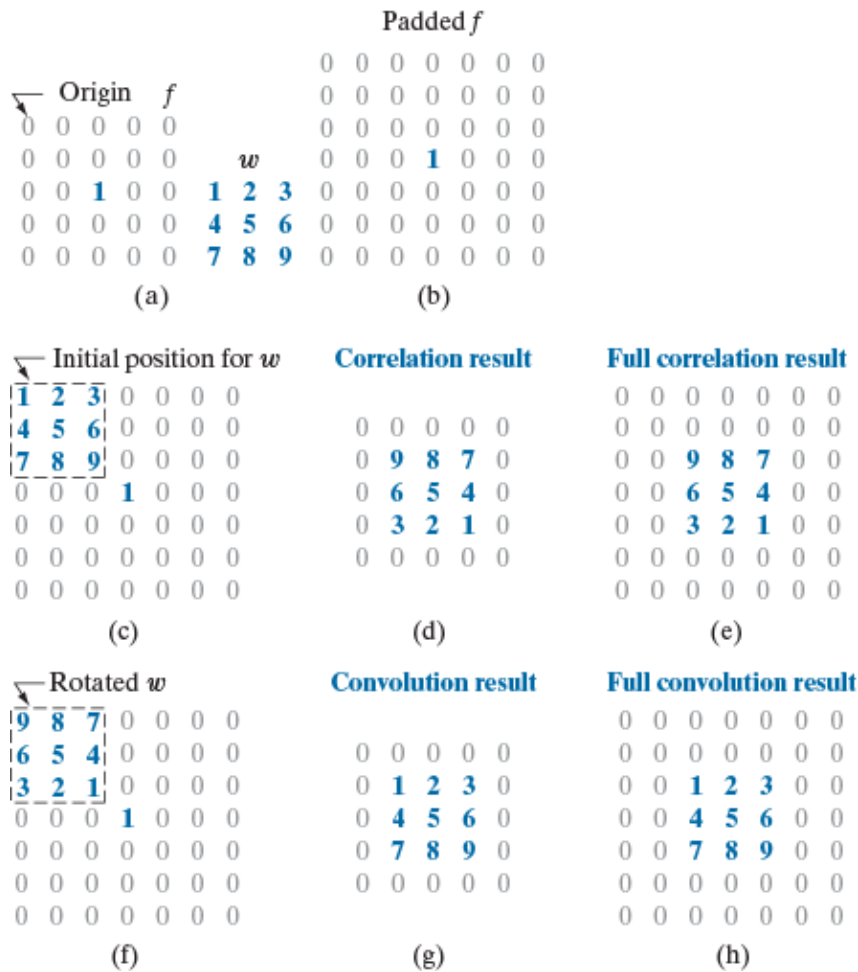 Origin f
0 0 0 0 0
0 0 0 0 0
0 0 1 0 0
0 0 0 0 0
0 0 0 0 0
w
1 2 3
4 5 6
7 8 9
(a)
Padded f
0 0 0 0 0 0 0
0 0 0 0 0 0 0
0 0 0 0 0 0 0
0 0 0 1 0 0 0
0 0 0 0 0 0 0
0 0 0 0 0 0 0
0 0 0 0 0 0 0
(b)
Initial position for w
1 2 3 0 0 0 0
4 5 6 0 0 0 0
7 8 9 0 0 0 0
0 0 0 1 0 0 0
0 0 0 0 0 0 0
0 0 0 0 0 0 0
0 0 0 0 0 0 0
(c)
Correlation result
0 0 0 0 0
0 9 8 7 0
0 6 5 4 0
0 3 2 1 0
0 0 0 0 0
(d)
Full correlation result
0 0 0 0 0 0 0
0 0 0 0 0 0 0
0 0 9 8 7 0 0
0 0 6 5 4 0 0
0 0 3 2 1 0 0
0 0 0 0 0 0 0
0 0 0 0 0 0 0
(e)
Rotated w
9 8 7 0 0 0 0
6 5 4 0 0 0 0
3 2 1 0 0 0 0
0 0 0 1 0 0 0
0 0 0 0 0 0 0
0 0 0 0 0 0 0
0 0 0 0 0 0 0
(f)
Convolution result
0 0 0 0 0
0 1 2 3 0
0 4 5 6 0
0 7 8 9 0
0 0 0 0 0
(g)
Full convolution result
0 0 0 0 0 0 0
0 0 0 0 0 0 0
0 0 1 2 3 0 0
0 0 4 5 6 0 0
0 0 7 8 9 0 0
0 0 0 0 0 0 0
0 0 0 0 0 0 0
(h)